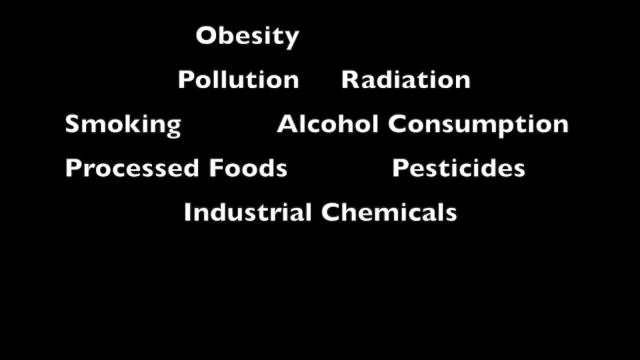 Obesity
Pollution Radiation
Smoking Alcohol Consumption
Processed Foods Pesticides
Industrial Chemicals